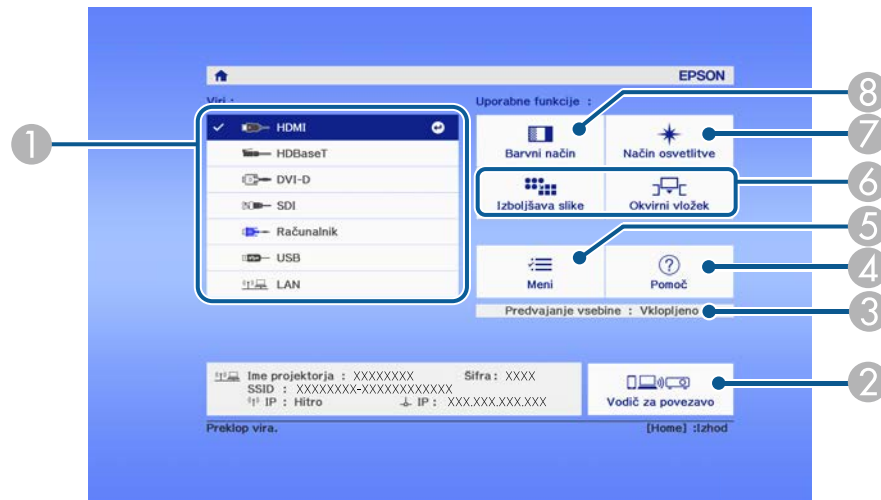 EPSON
Viri :
HDMI
HDBaseT
DVI-D
SDI
Računalnik
USB
LAN
Uporabne funkcije :
Barvni način
Način osvetlitve
Izboljšava slike
Okvirni vložek
Meni
Pomoč
Predvajanje vsebine : Vklopljeno
Ime projektorja : XXXXXXXX Šifra : XXXX
SSID : XXXXXXXX-XXXXXXXXXXXX
IP : Hitro IP : XXX.XXX.XXX.XXX
Vodič za povezavo
Preklop vira.
[Home] :Izhod
1
8
7
6
5
4
3
2